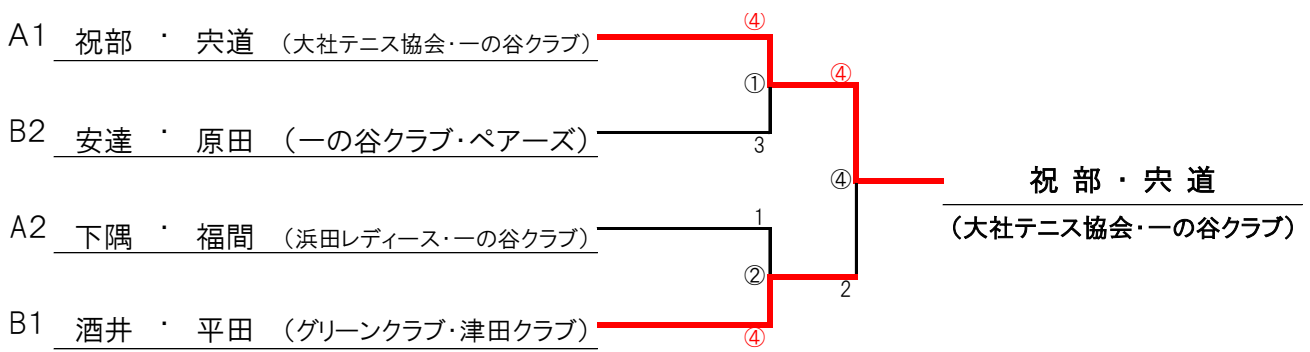 ④
A1 祝部 ・ 宍道 （大社テニス協会・一の谷クラブ）
④
①
B2 安達 ・ 原田 （一の谷クラブ・ペアーズ）
3
④
祝 部 ・ 宍 道
（大社テニス協会・一の谷クラブ）
1
A2 下隅 ・ 福間 （浜田レディース・一の谷クラブ）
②
2
B1 酒井 ・ 平田 （グリーンクラブ・津田クラブ）
④